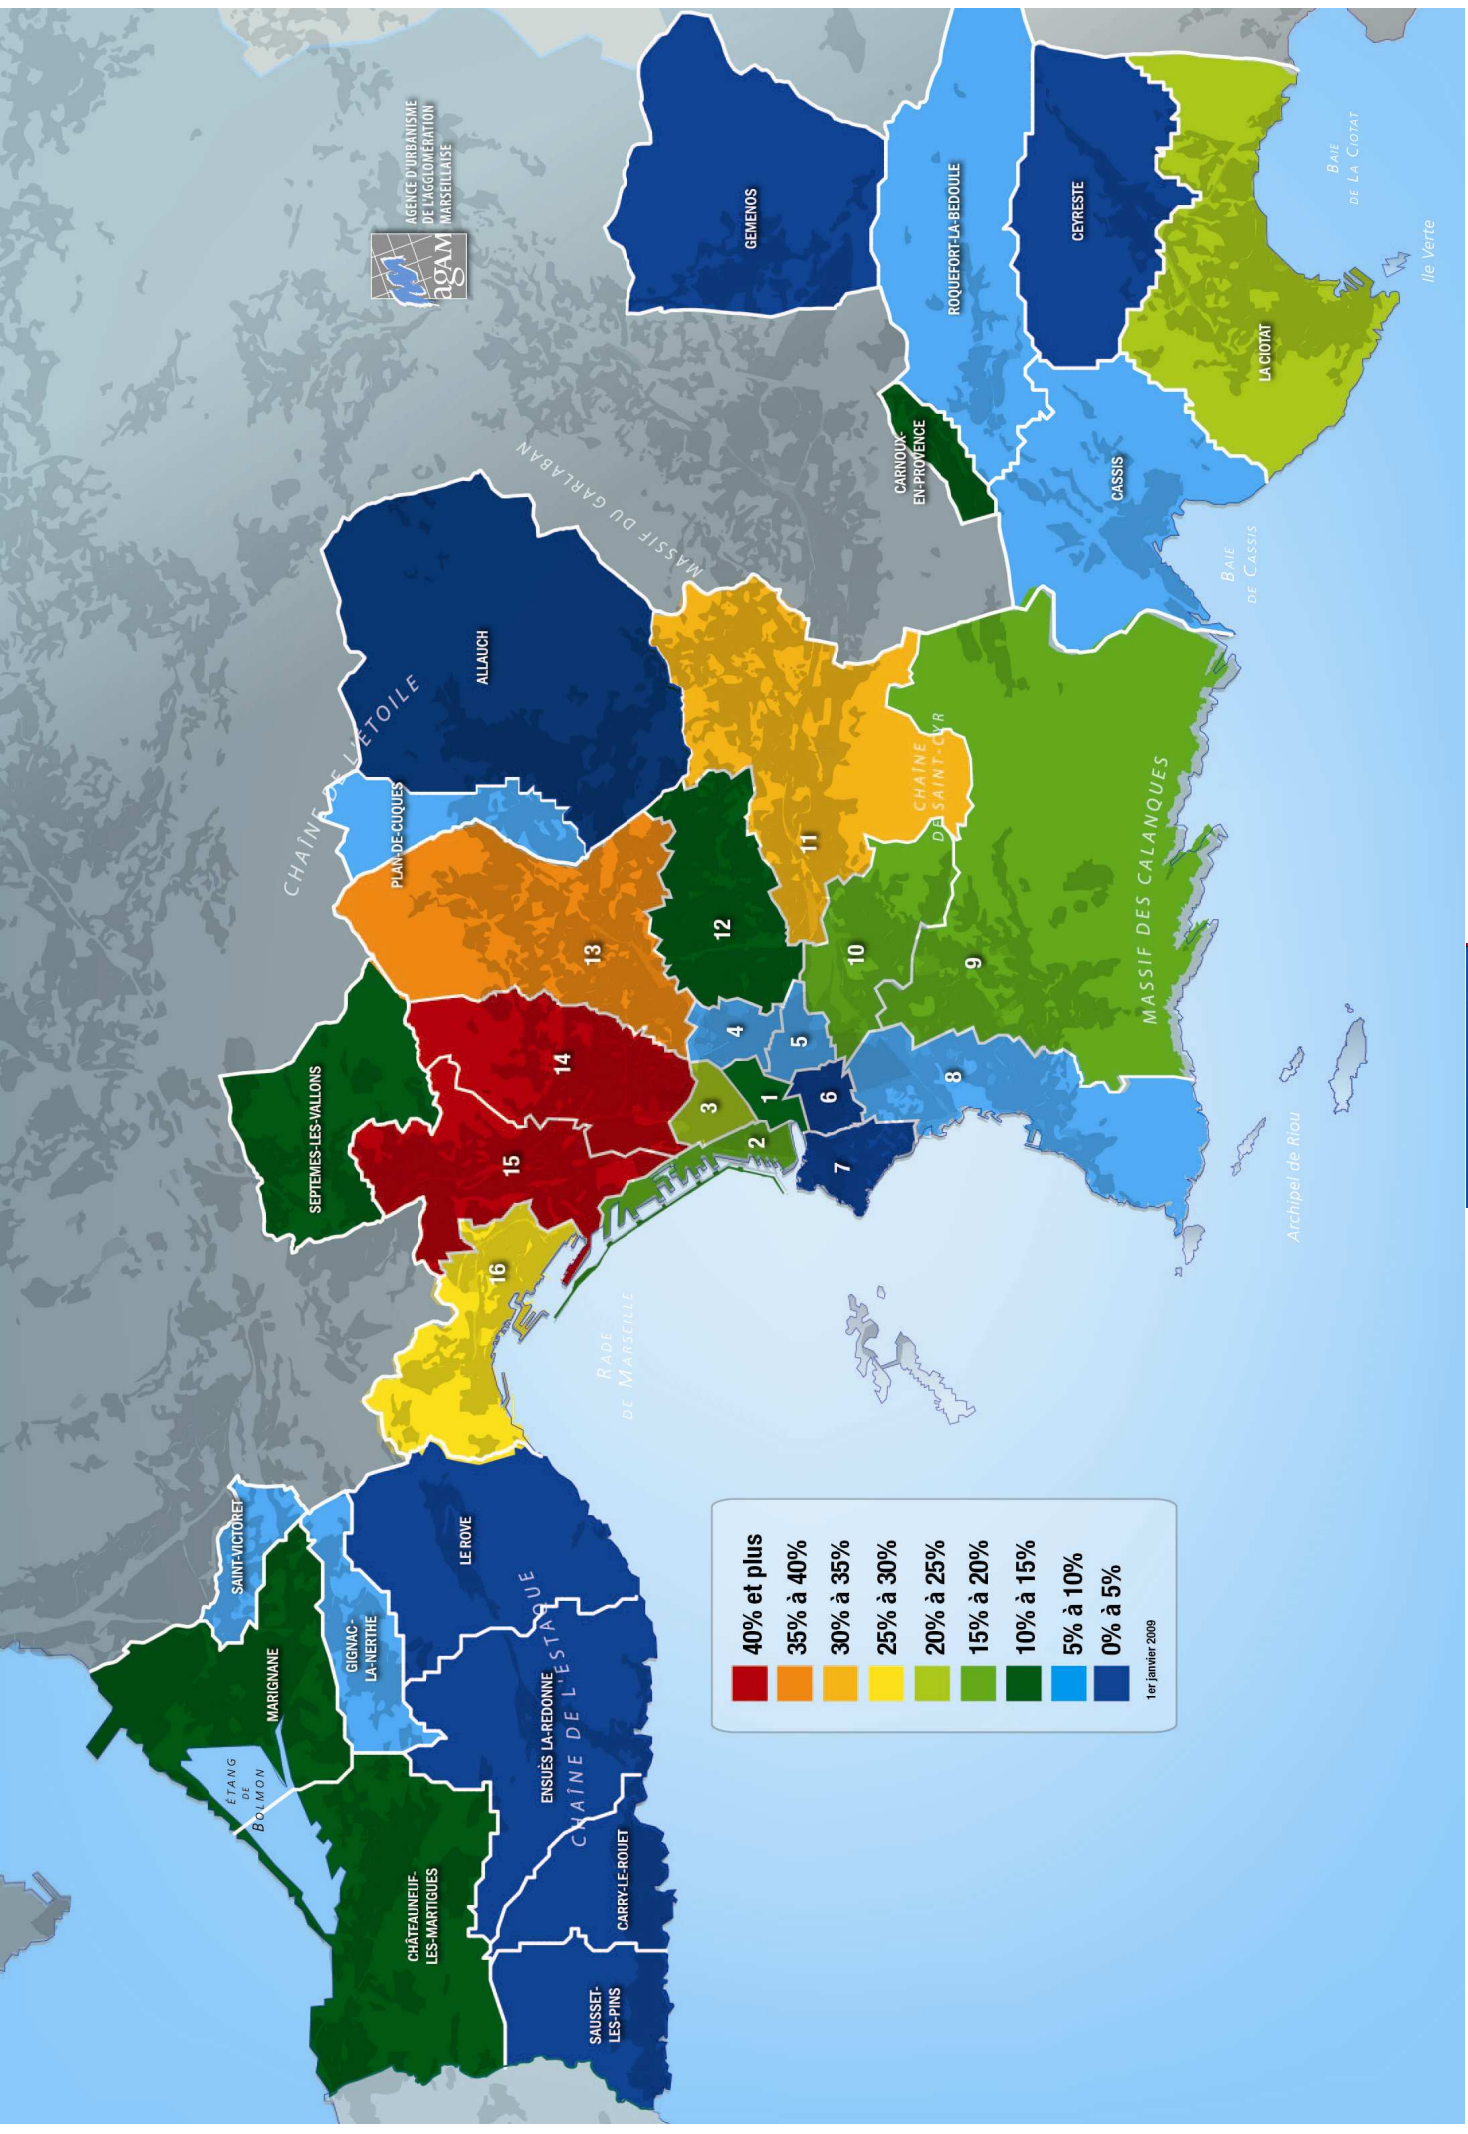 AGENCE D'URBANISME
DE L'AGGLOMÉRATION
MARSEILLAISE
agAM
ÉTANG
DE
BOLMON
MARIGNANE
SAINT-VICTORET
GIGNAC-
LA-NERTHE
CHÂTEAUNEUF-
LES-MARTIGUES
LE ROVE
ENSUÈS LA-REDONNE
CHAÎNE DE L'ESTAQUE
CARRY-LE-ROUET
SAUSSET-
LES-PINS
SEPTEMES-LES-VALLONS
CHAÎNE DE L'ETOILE
PLAN-DE-CUQUES
ALLAUCH
MASSIF DU GARLABAN
GEMENOS
16
15
14
13
12
11
10
9
8
7
6
5
4
3
2
1
RADE
DE MARSEILLE
CHAÎNE
DE SAINT-CYR
MASSIF DES CALANQUES
CARNOUX-
EN-PROVENCE
ROQUEFORT-LA-BEDOULE
CEYRESTE
CASSIS
LA CIOTAT
BAIE
DE CASSIS
BAIE
DE LA CIOTAT
Ile Verte
Archipel de Riou
40% et plus
35% à 40%
30% à 35%
25% à 30%
20% à 25%
15% à 20%
10% à 15%
5% à 10%
0% à 5%
1er janvier 2009